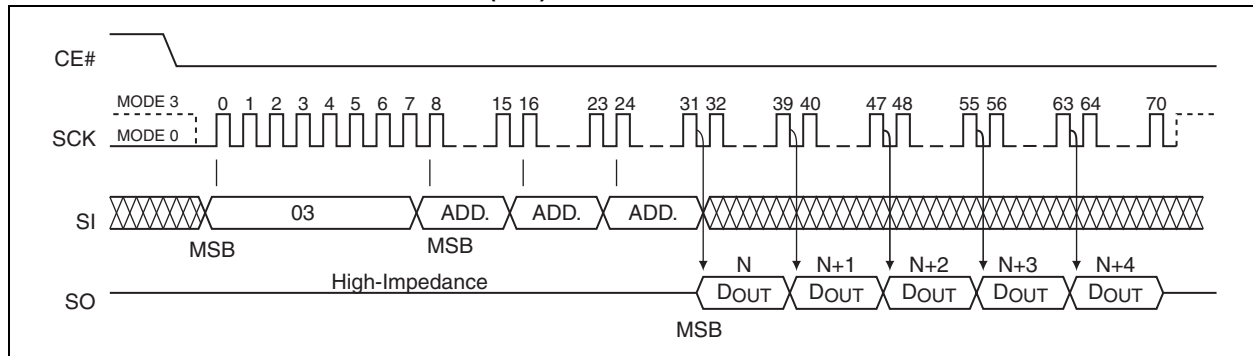 CE#
MODE 3
0 1 2 3 4 5 6 7 8 15 16 23 24 31 32 39 40 47 48 55 56 63 64 70
SCK
MODE 0
SI
03
ADD.
ADD.
ADD.
MSB
MSB
N
N+1
N+2
N+3
N+4
High-Impedance
SO
DOUT
DOUT
DOUT
DOUT
DOUT
MSB